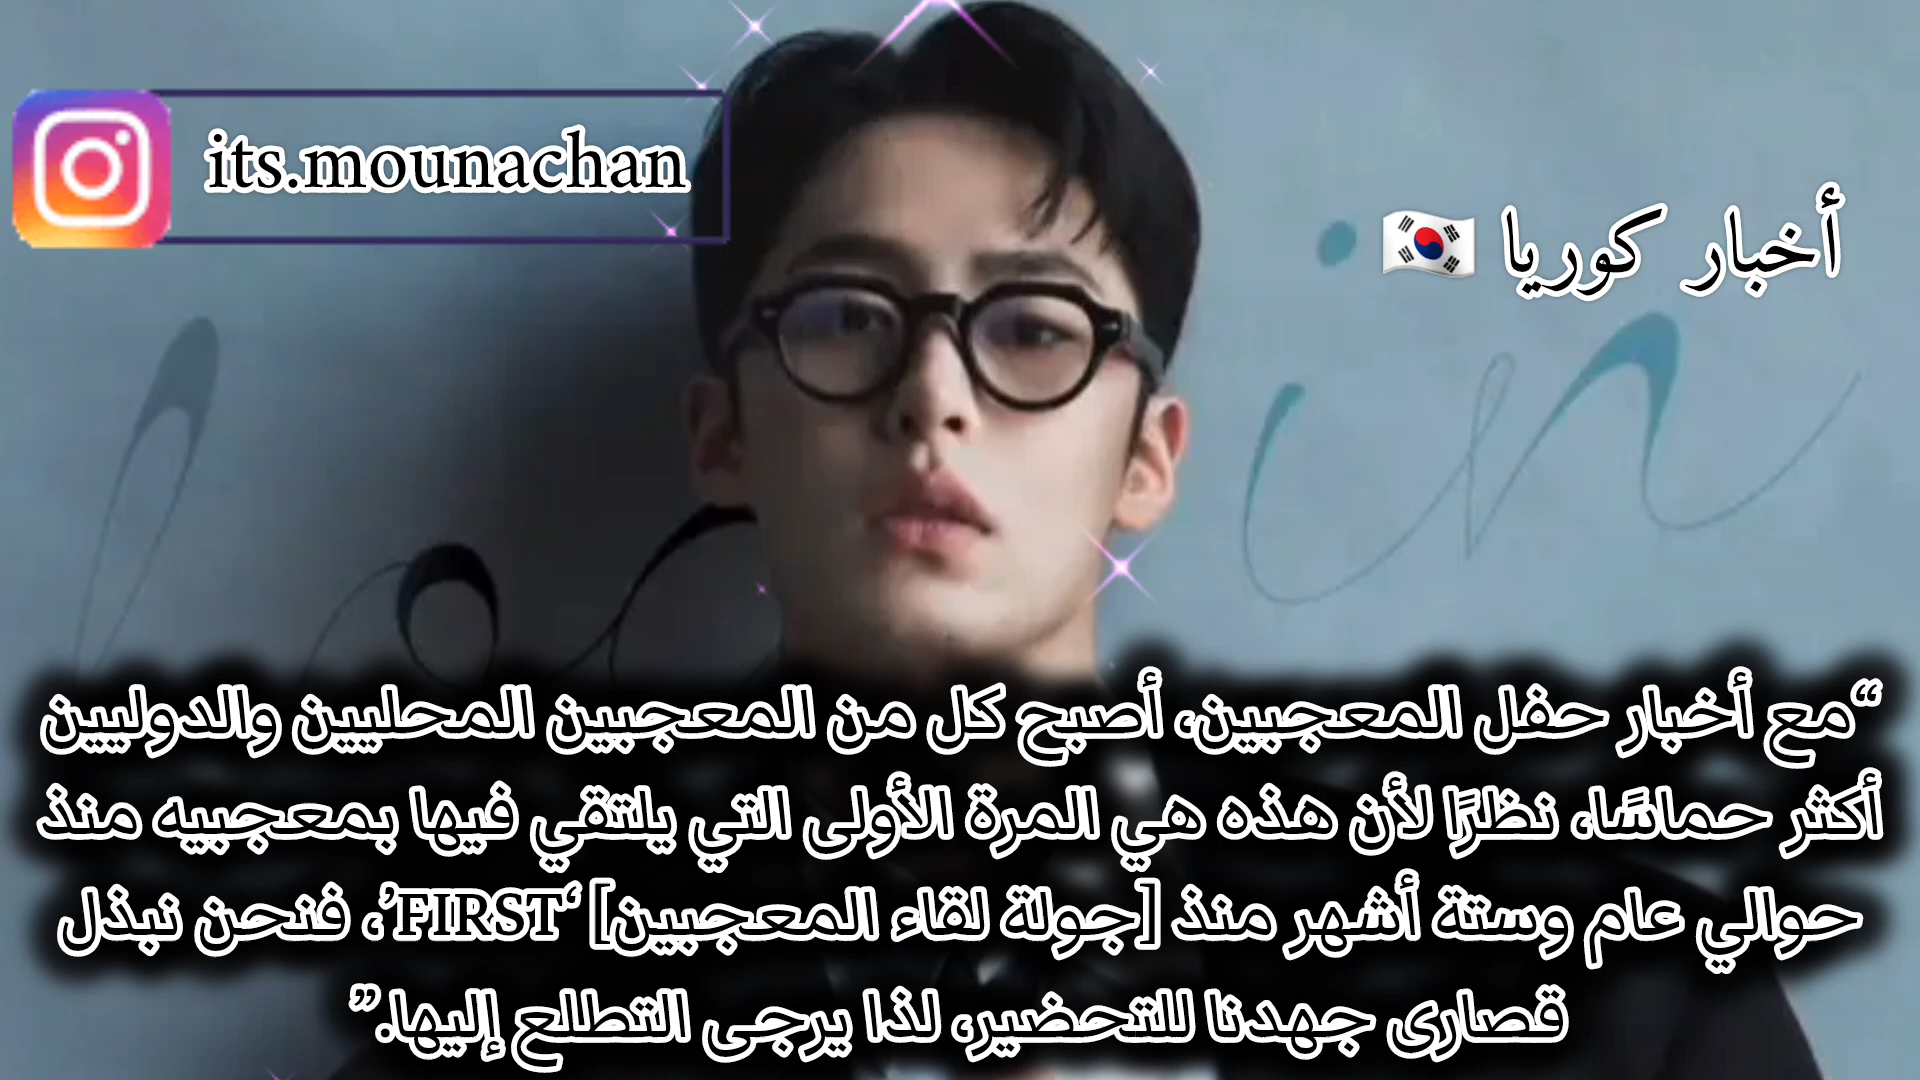 its.mounachan
أخبار كوريا 🇰🇷
in
“مع أخبار حفل المعجبين، أصبح كل من المعجبين المحليين والدوليين
أكثر حماسًا، نظرًا لأن هذه هي المرة الأولى التي يلتقي فيها بمعجبيه منذ
حوالي عام وستة أشهر منذ [جولة لقاء المعجبين] ‘FIRST’، فنحن نبذل
قصارى جهدنا للتحضير، لذا يرجى التطلع إليها.”